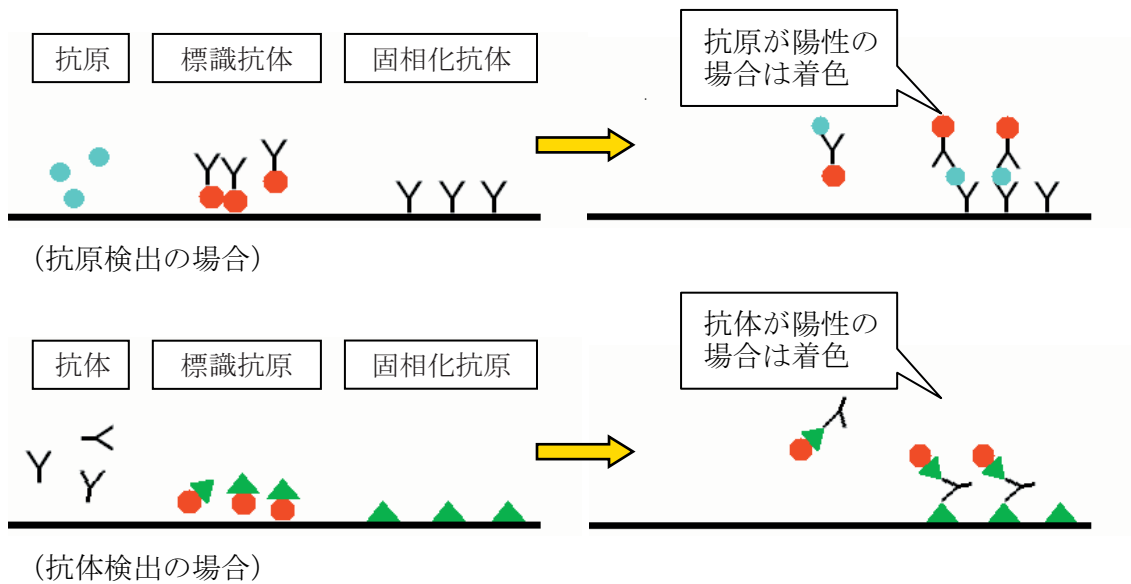 抗原
標識抗体
固相化抗体
抗原が陽性の
場合は着色
（抗原検出の場合）
抗体
標識抗原
固相化抗原
抗体が陽性の
場合は着色
（抗体検出の場合）